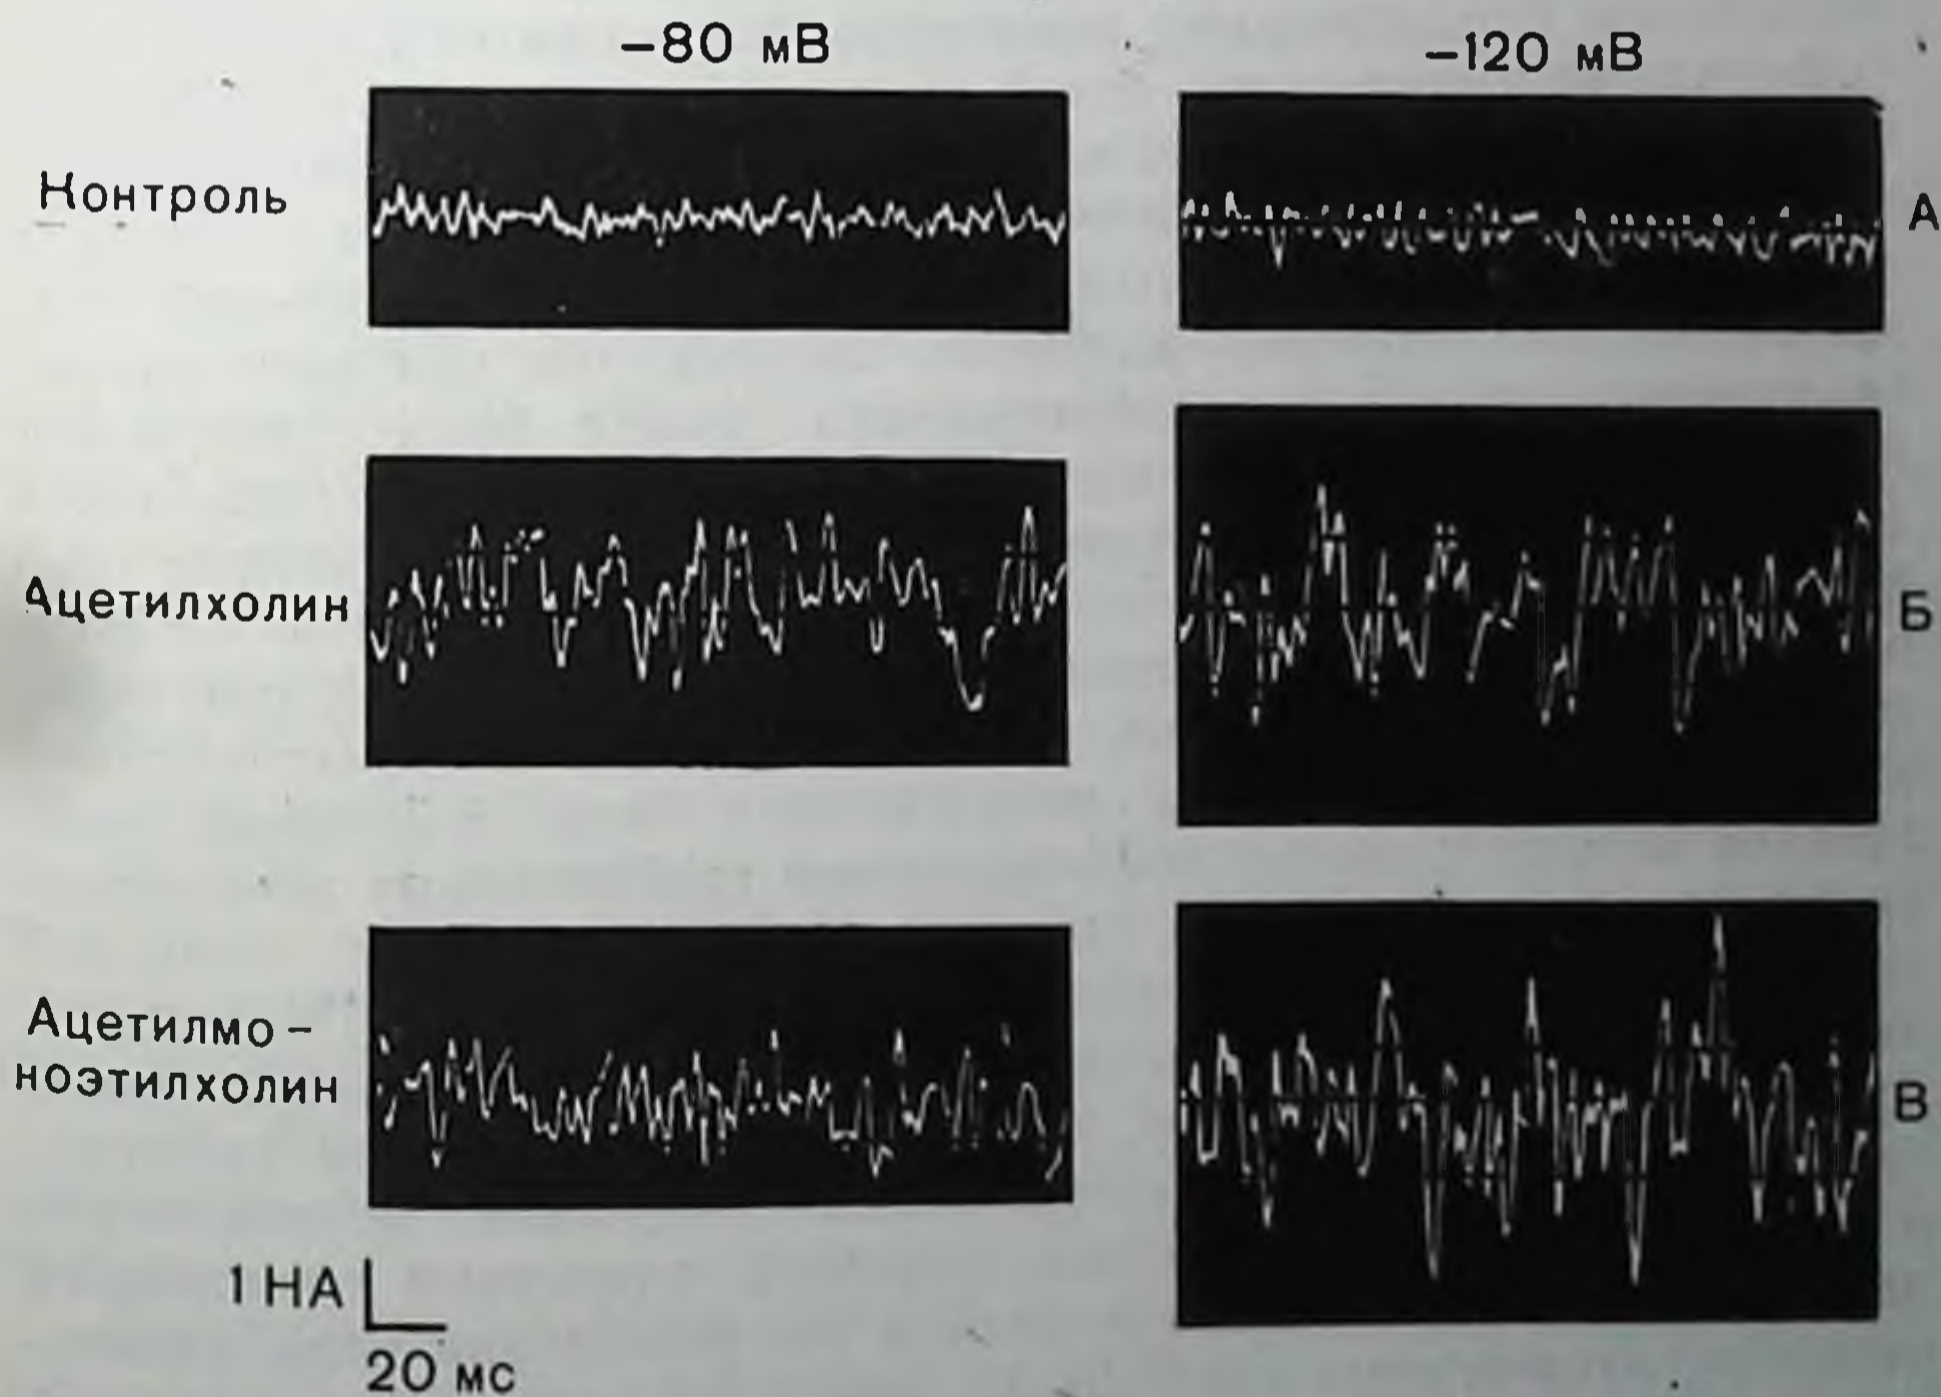 −80 мВ
−120 мВ
Контроль
А
Ацетилхолин
Б
Ацетилмо –
ноэтилхолин
В
1 НА
20 мс